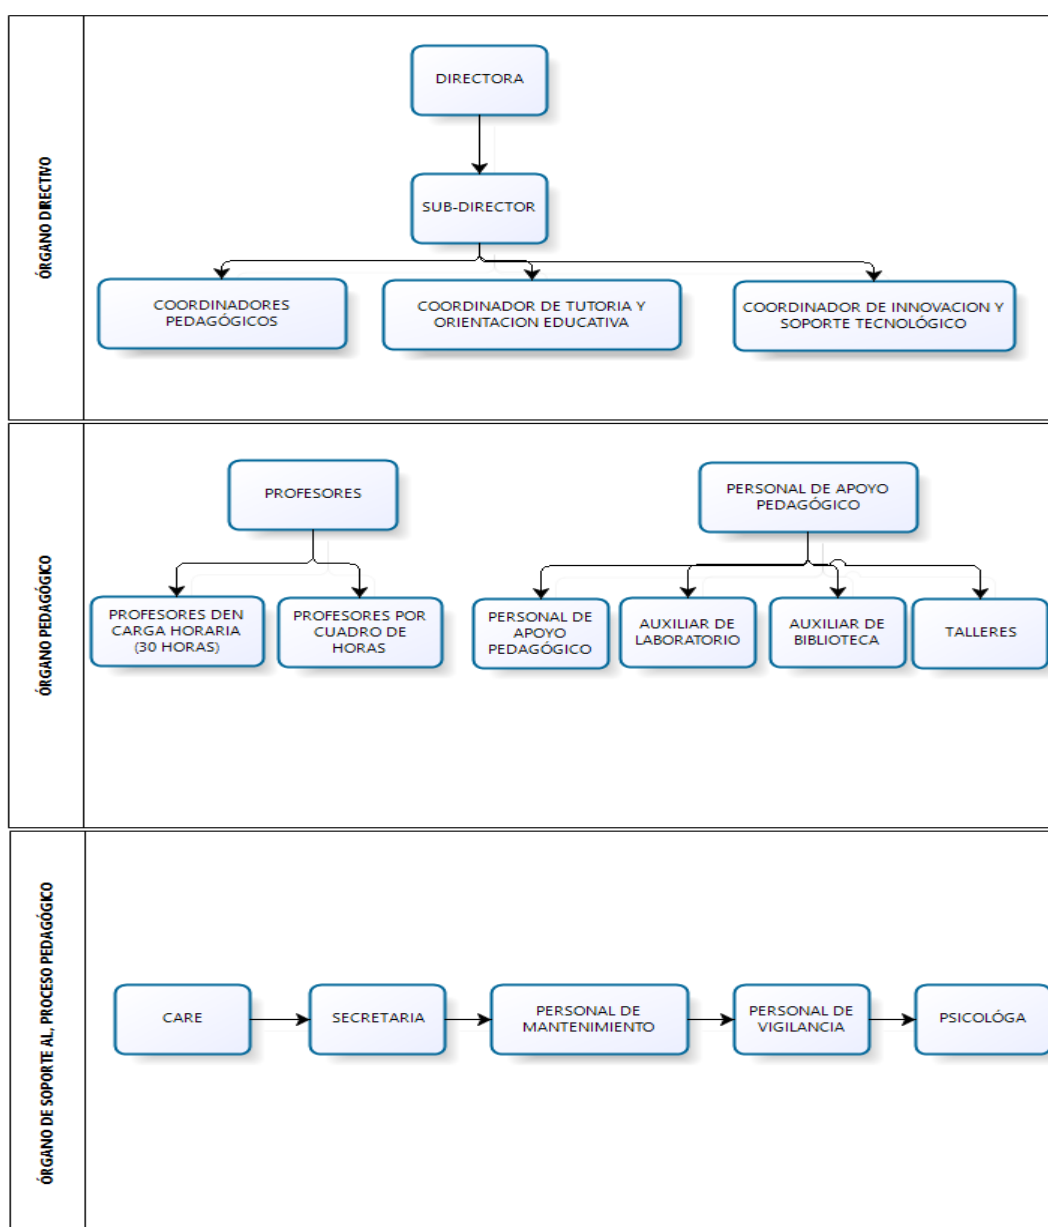 ÓRGANO DIRECTIVO
DIRECTORA
SUB-DIRECTOR
COORDINADORES
PEDAGÓGICOS
COORDINADOR DE TUTORIA Y
ORIENTACION EDUCATIVA
COORDINADOR DE INNOVACION Y
SOPORTE TECNOLÓGICO
ÓRGANO PEDAGÓGICO
PROFESORES
PERSONAL DE APOYO
PEDAGÓGICO
PROFESORES DEN
CARGA HORARIA
(30 HORAS)
PROFESORES POR
CUADRO DE
HORAS
PERSONAL DE
APOYO
PEDAGÓGICO
AUXILIAR DE
LABORATORIO
AUXILIAR DE
BIBLIOTECA
TALLERES
ÓRGANO DE SOPORTE AL, PROCESO PEDAGÓGICO
CARE
SECRETARIA
PERSONAL DE
MANTENIMIENTO
PERSONAL DE
VIGILANCIA
PSICOLÓGA